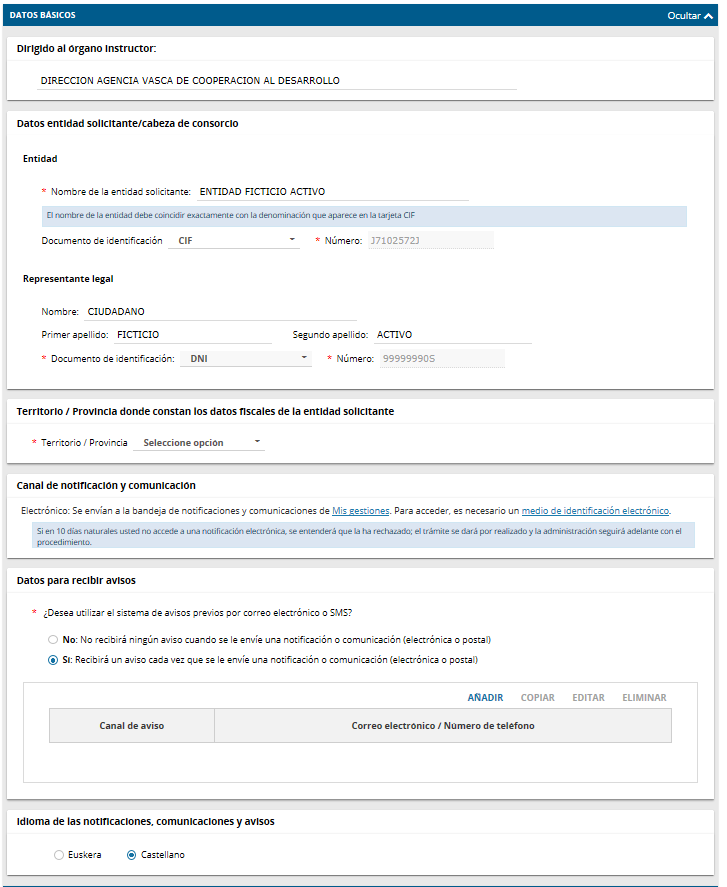 DATOS BÁSICOS Ocultar
Dirigido al órgano instructor:
DIRECCION AGENCIA VASCA DE COOPERACION AL DESARROLLO
Datos entidad solicitante/cabeza de consorcio
Entidad
* Nombre de la entidad solicitante: ENTIDAD FICTICIO ACTIVO
El nombre de la entidad debe coincidir exactamente con la denominación que aparece en la tarjeta CIF
Documento de identificación CIF * Número: J7102572J
Representante legal
Nombre: CIUDADANO
Primer apellido: FICTICIO Segundo apellido: ACTIVO
* Documento de identificación: DNI * Número: 99999990S
Territorio / Provincia donde constan los datos fiscales de la entidad solicitante
* Territorio / Provincia Seleccione opción
Canal de notificación y comunicación
Electrónico: Se envían a la bandeja de notificaciones y comunicaciones de Mis gestiones. Para acceder, es necesario un medio de identificación electrónico.
Si en 10 días naturales usted no accede a una notificación electrónica, se entenderá que la ha rechazado; el trámite se dará por realizado y la administración seguirá adelante con el
procedimiento.
Datos para recibir avisos
* ¿Desea utilizar el sistema de avisos previos por correo electrónico o SMS?
No: No recibirá ningún aviso cuando se le envíe una notificación o comunicación (electrónica o postal)
Si: Recibirá un aviso cada vez que se le envíe una notificación o comunicación (electrónica o postal)
AÑADIR COPIAR EDITAR ELIMINAR
Canal de aviso Correo electrónico / Número de teléfono
Idioma de las notificaciones, comunicaciones y avisos
Euskera Castellano